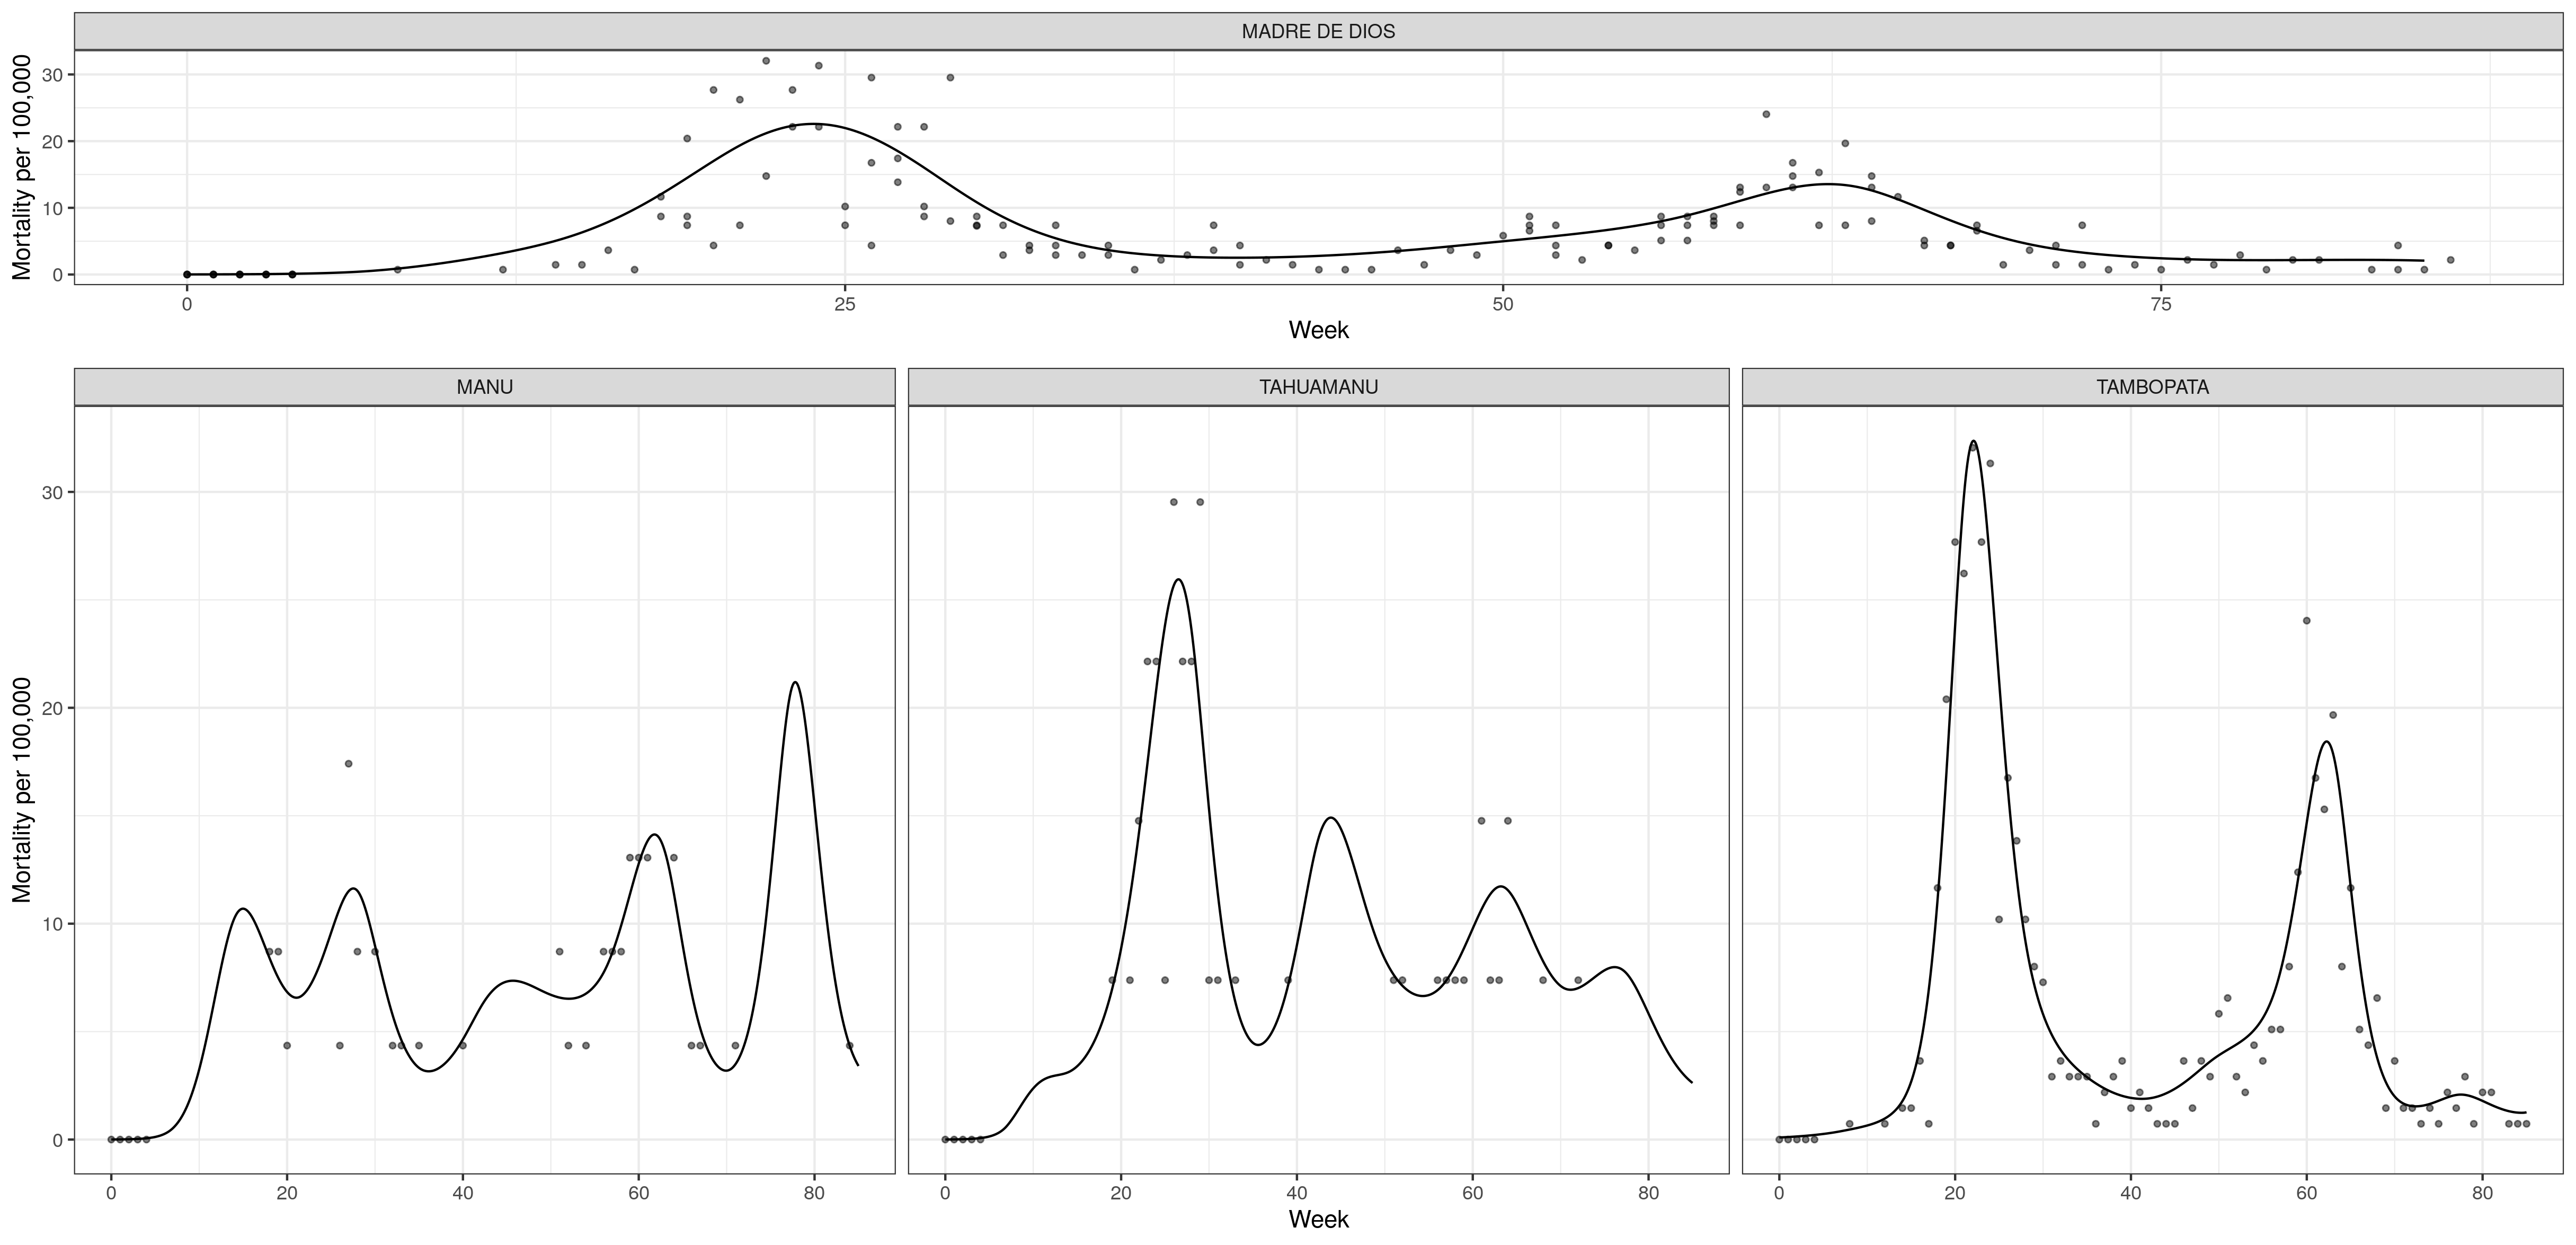 MADRE DE DIOS
Mortality per 100,000
30
20
10
0
0 25 50 75
Week
MANU TAHUAMANU TAMBOPATA
Mortality per 100,000
30
20
10
0
0 20 40 60 80 0 20 40 60 80 0 20 40 60 80
Week